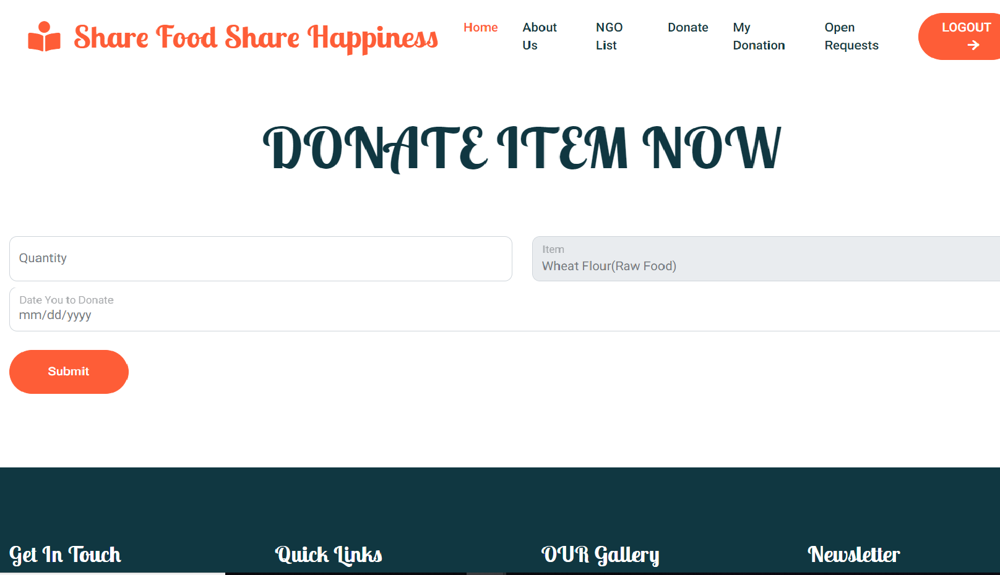 Share Food Share Happiness
Home
About Us
NGO List
Donate
My Donation
Open Requests
LOGOUT →
DONATE ITEM NOW
Quantity
Item
Wheat Flour(Raw Food)
Date You to Donate
mm/dd/yyyy
Submit
Get In Touch
Quick Links
OUR Gallery
Newsletter